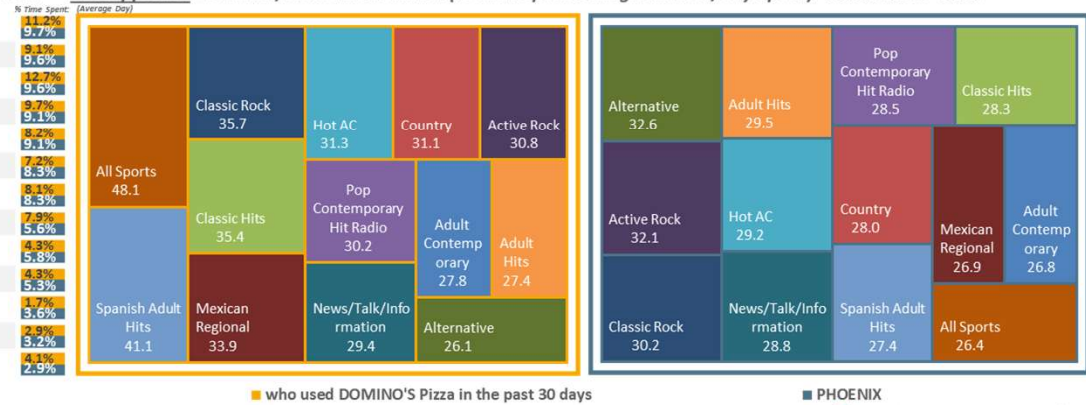 % Time Spent: (Average Day)
11.2%
9.7%
9.1%
9.6%
12.7%
9.6%
9.7%
9.1%
8.2%
9.1%
7.2%
8.3%
8.1%
8.3%
7.9%
5.6%
4.3%
5.8%
4.3%
5.3%
1.7%
3.6%
2.9%
3.2%
4.1%
2.9%
All Sports
48.1
Spanish Adult
Hits
41.1
Classic Rock
35.7
Classic Hits
35.4
Mexican
Regional
33.9
Hot AC
31.3
Country
31.1
Active Rock
30.8
Pop
Contemporary
Hit Radio
30.2
Adult
Contemp
orary
27.8
Adult
Hits
27.4
News/Talk/Info
rmation
29.4
Alternative
26.1
Alternative
32.6
Active Rock
32.1
Classic Rock
30.2
Adult Hits
29.5
Hot AC
29.2
News/Talk/Info
rmation
28.8
Pop
Contemporary
Hit Radio
28.5
Classic Hits
28.3
Country
28.0
Mexican
Regional
26.9
Adult
Contemp
orary
26.8
Spanish Adult
Hits
27.4
All Sports
26.4
who used DOMINO'S Pizza in the past 30 days
PHOENIX